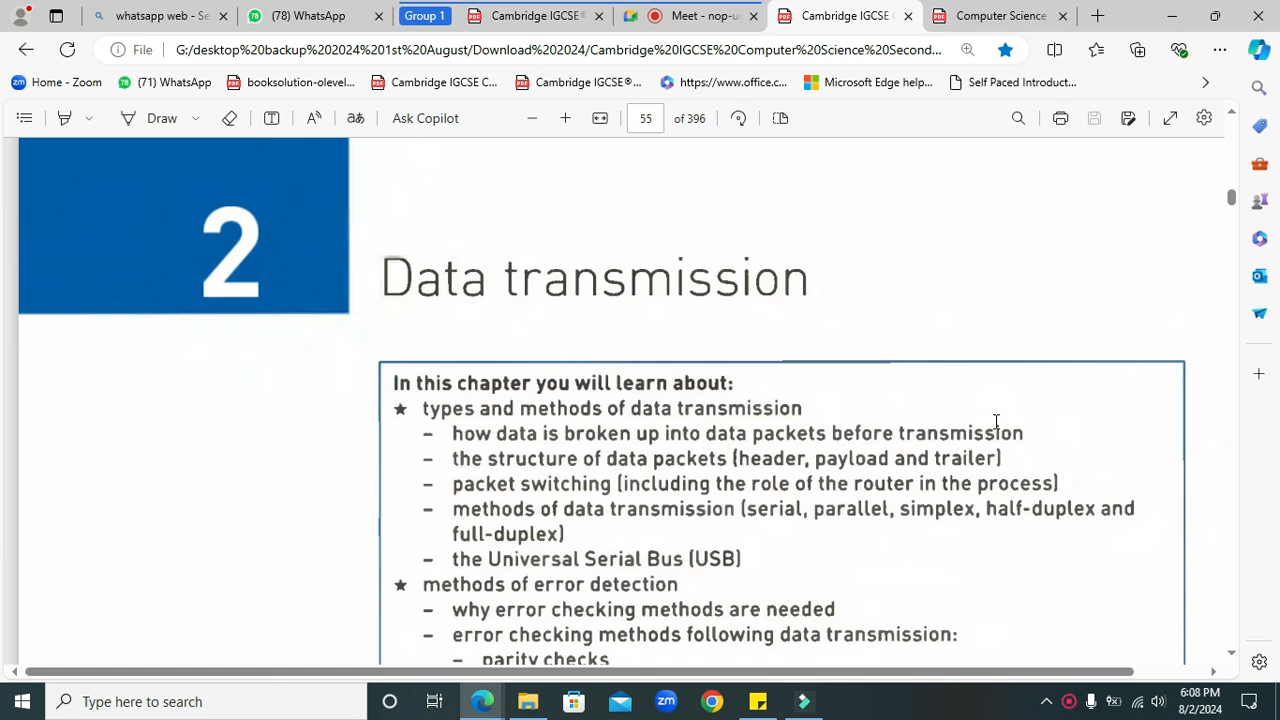 whatsapp wels - Se
(78) WhatsApp
Group 1
Cambridge IGCSE®
Meet - nop-u
Cambridge IGCSE
Computer Science
File
G:/desktop%20backup%202024%201st%20August/Download%202024/Cambridge%20IGCSE%20Computer%20Science%20Second...
Home - Zoom
(71) WhatsApp
booksolution-olevel...
Cambridge IGCSE C...
Cambridge IGCSE®...
https://www.office.c...
Microsoft Edge help...
Self Paced Introduct...
Draw
Ask Copilot
55 of 396
2
Data transmission
In this chapter you will learn about:
★ types and methods of data transmission
– how data is broken up into data packets before transmission
– the structure of data packets (header, payload and trailer)
– packet switching (including the role of the router in the process)
– methods of data transmission (serial, parallel, simplex, half-duplex and
full-duplex)
– the Universal Serial Bus (USB)
★ methods of error detection
– why error checking methods are needed
– error checking methods following data transmission:
– parity checks
Type here to search
6:08 PM
8/2/2024